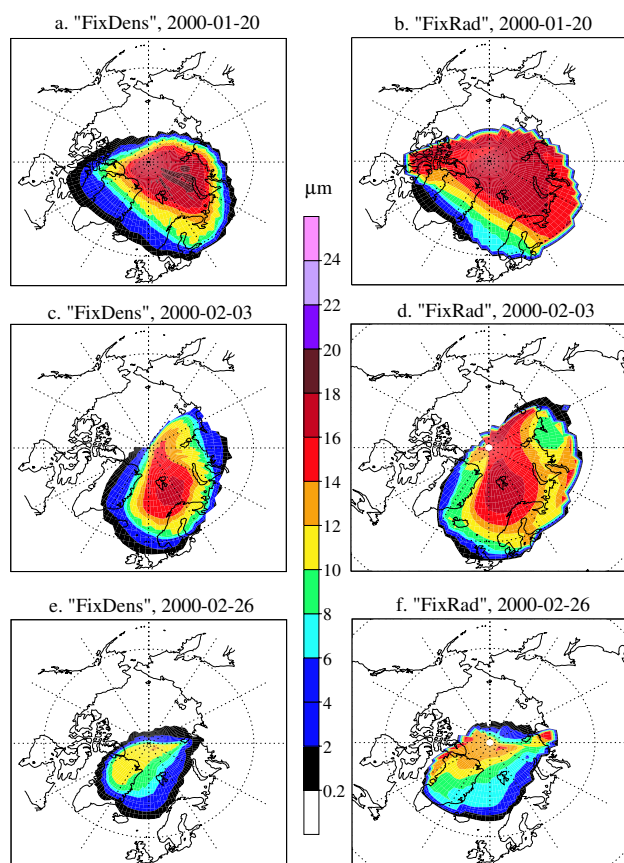 a. "FixDens", 2000-01-20
b. "FixRad", 2000-01-20
µm
24
22
c. "FixDens", 2000-02-03
d. "FixRad", 2000-02-03
20
18
16
14
12
10
e. "FixDens", 2000-02-26
f. "FixRad", 2000-02-26
8
6
4
2
0.2